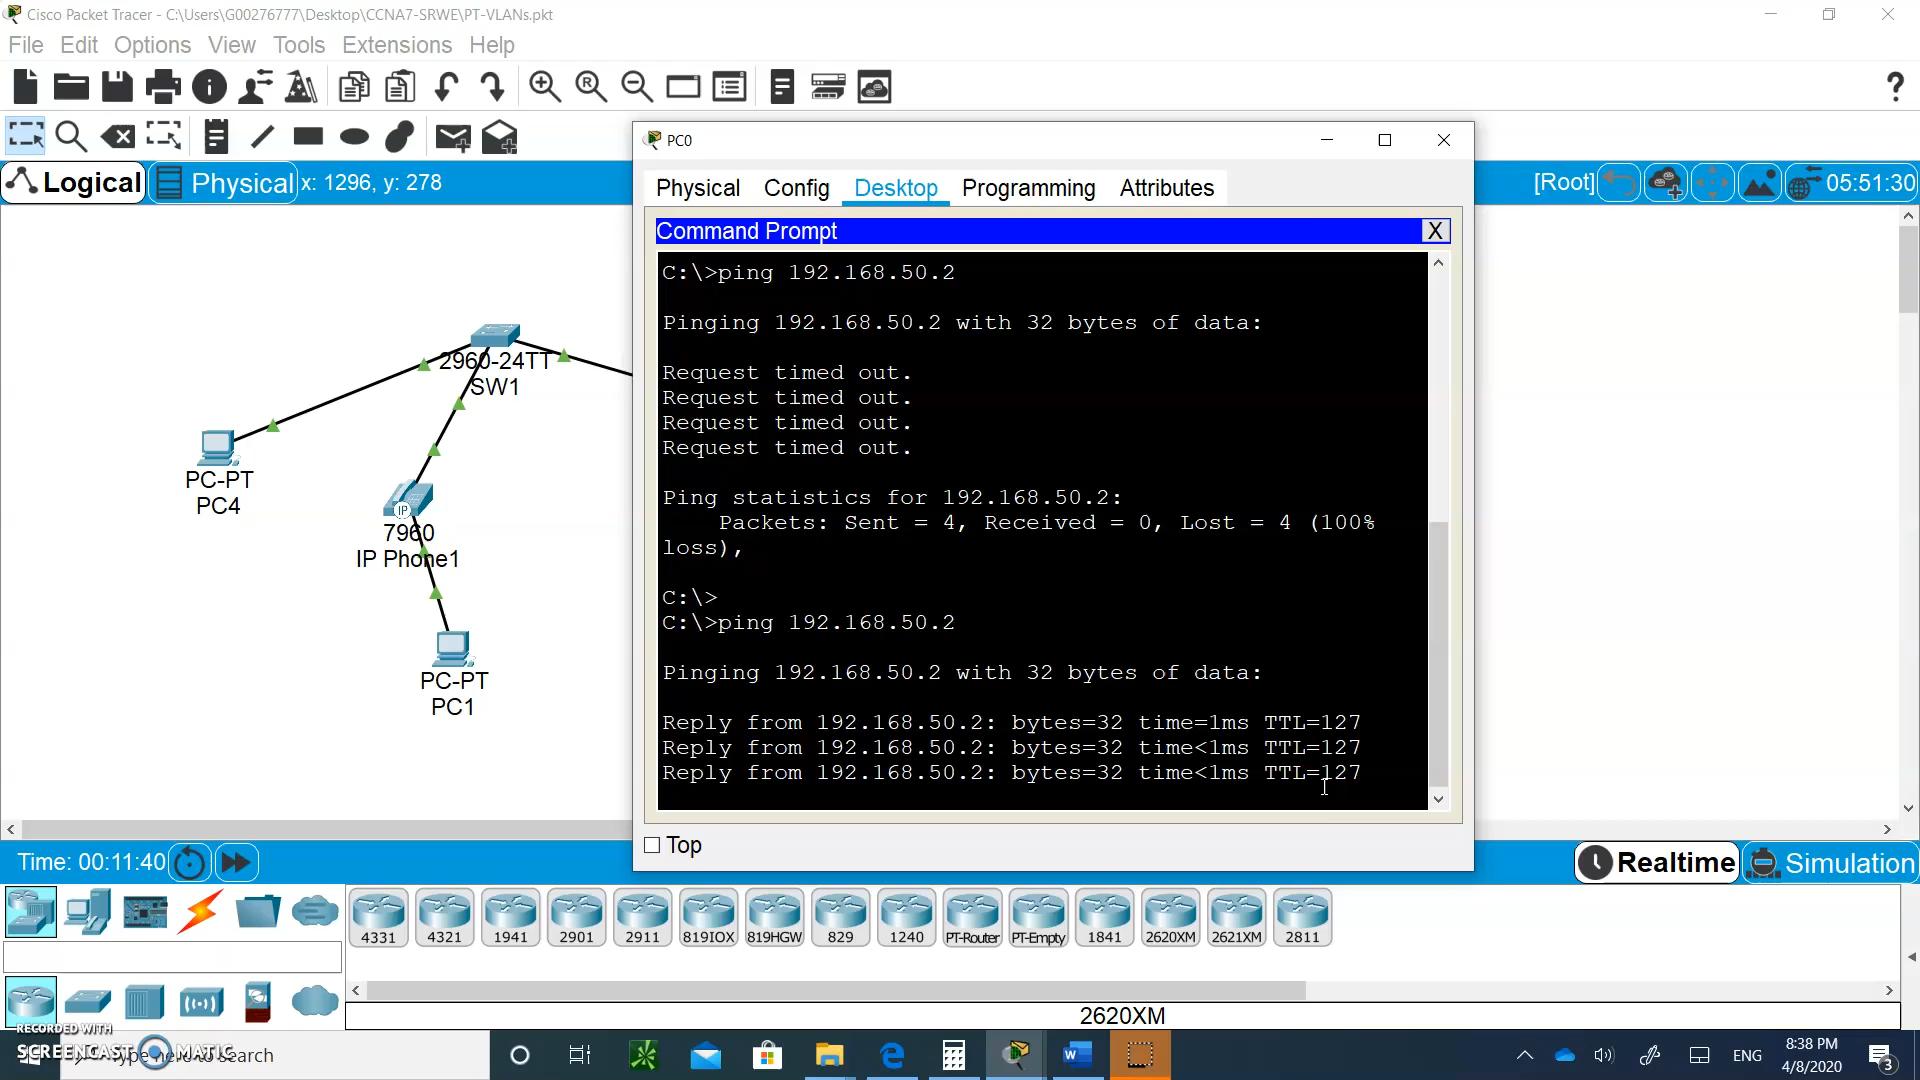 Cisco Packet Tracer - C:\Users\G00276777\Desktop\CCNA7-SRWE\PT-VLANs.pkt
File Edit Options View Tools Extensions Help
Logical Physical x: 1296, y: 278
[Root] 05:51:30
2960-24TT
SW1
PC-PT
PC4
IP
7960
IP Phone1
PC-PT
PC1
PC0
Physical Config Desktop Programming Attributes
Command Prompt X
C:\>ping 192.168.50.2
Pinging 192.168.50.2 with 32 bytes of data:
Request timed out.
Request timed out.
Request timed out.
Request timed out.
Ping statistics for 192.168.50.2:
Packets: Sent = 4, Received = 0, Lost = 4 (100%
loss),
C:\>
C:\>ping 192.168.50.2
Pinging 192.168.50.2 with 32 bytes of data:
Reply from 192.168.50.2: bytes=32 time=1ms TTL=127
Reply from 192.168.50.2: bytes=32 time<1ms TTL=127
Reply from 192.168.50.2: bytes=32 time<1ms TTL=127
Top
Time: 00:11:40
Realtime Simulation
4331 4321 1941 2901 2911 819IOX 819HGW 829 1240 PT-Router PT-Empty 1841 2620XM 2621XM 2811
2620XM
RECORDED WITH
SCREENCAST MATIC
Type here to search
ENG
8:38 PM
4/8/2020
3